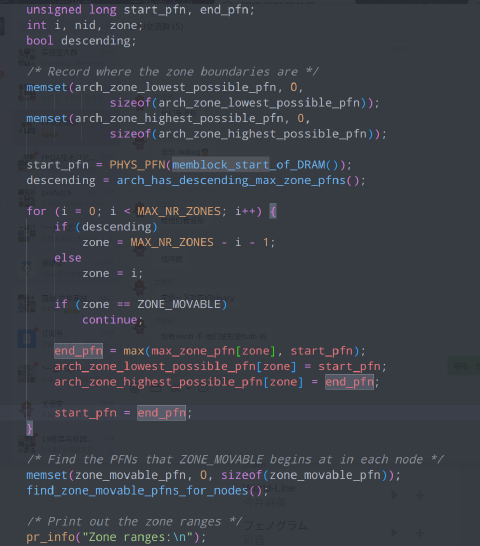 unsigned long start_pfn, end_pfn;
int i, nid, zone;
bool descending;
/* Record where the zone boundaries are */
memset(arch_zone_lowest_possible_pfn, 0,
sizeof(arch_zone_lowest_possible_pfn));
memset(arch_zone_highest_possible_pfn, 0,
sizeof(arch_zone_highest_possible_pfn));
start_pfn = PHYS_PFN(memblock_start_of_DRAM());
descending = arch_has_descending_max_zone_pfns();
for (i = 0; i < MAX_NR_ZONES; i++) {
if (descending)
zone = MAX_NR_ZONES - i - 1;
else
zone = i;
if (zone == ZONE_MOVABLE)
continue;
end_pfn = max(max_zone_pfn[zone], start_pfn);
arch_zone_lowest_possible_pfn[zone] = start_pfn;
arch_zone_highest_possible_pfn[zone] = end_pfn;
start_pfn = end_pfn;
}
/* Find the PFNs that ZONE_MOVABLE begins at in each node */
memset(zone_movable_pfn, 0, sizeof(zone_movable_pfn));
find_zone_movable_pfns_for_nodes();
/* Print out the zone ranges */
pr_info("Zone ranges:\n");